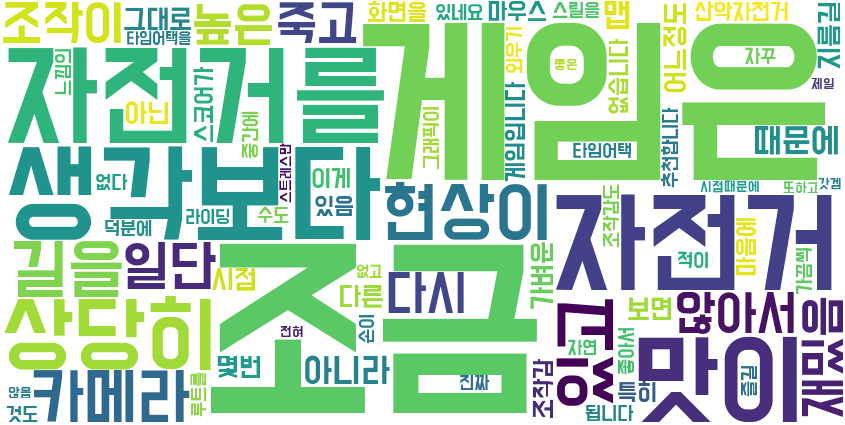 조작이
그대로
높은
죽고
화면을
있네요
마우스
스릴을
맵
산악자전거
지름길
타임어택을
느낌의
자전거를
게임은
좋은
외우기
없습니다
어느정도
자꾸
제일
아닌
스코어가
중간에
그래픽이
게임입니다
타임어택
추천합니다
때문에
생각보다
없다
스트레스만
이게
있음
라이딩
수도
덕분에
현상이
시점때문에
또하고
갓겜
조작감도
자전거
적이
마음에
가끔씩
길을
일단
시점
조금
없고
다른
다시
가벼운
전혀
손이
상당히
몇번
아니라
카메라
않음
것도
루트를
진짜
조작감
있고
자연
좋아서
보면
않아서
특히
됩니다
맛이
즐길
재밌음